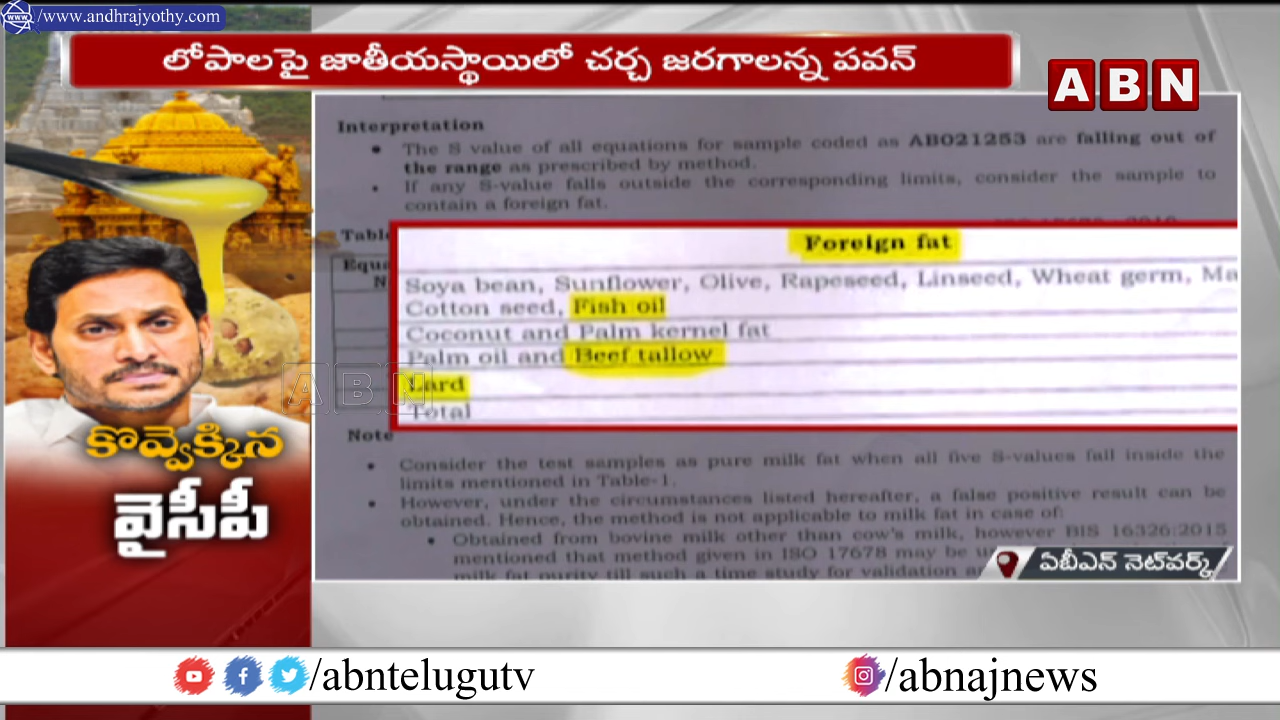 /www.andhrajyothy.com
లోపాలపై జాతీయస్థాయిలో చర్చ జరగాలన్న పవన్
ABN
Interpretation
• The S value of all equations for sample coded as AB021253 are falling out of
the range as prescribed by method.
• If any S-value falls outside the corresponding limits, consider the sample to
contain a foreign fat.
Table
Equa
N
Foreign fat
Soya bean, Sunflower, Olive, Rapeseed, Linseed, Wheat germ, Ma
Cotton seed, Fish oil
Coconut and Palm kernel fat
Palm oil and Beef tallow
Lard
Total
ABN
Note
• Consider the test samples as pure milk fat when all five S-values fall inside the
limits mentioned in Table-1.
• However, under the circumstances listed hereafter, a false positive result can be
obtained. Hence, the method is not applicable to milk fat in case of:
• Obtained from bovine milk other than cow's milk, however BIS 16326:2015
mentioned that method given in ISO 17678 may be u
milk fat purity till such a time study for validation a
కొవ్వెక్కిన
వైసీపీ
ఏబీఎన్ నెట్‌వర్క్
/abntelugutv
/abnajnews